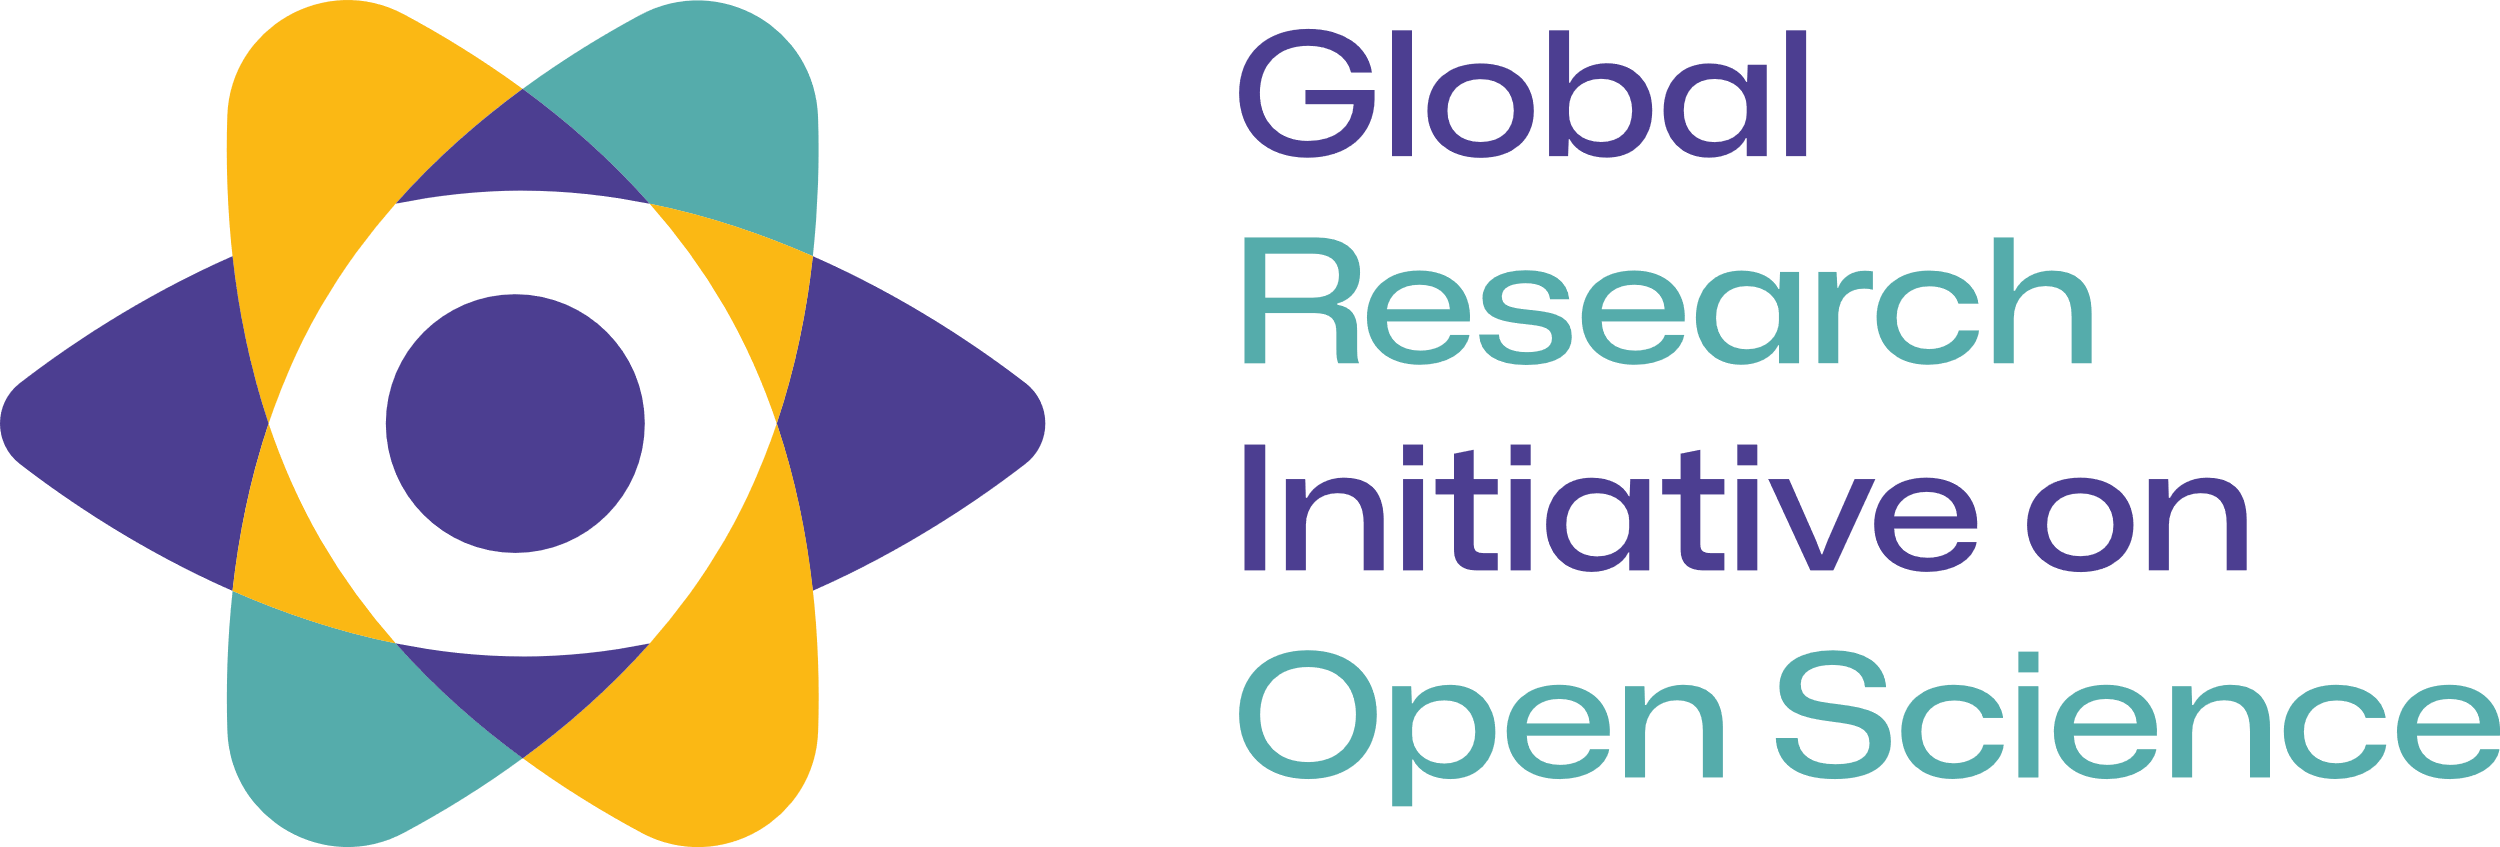 Global
Research
Initiative on
Open Science